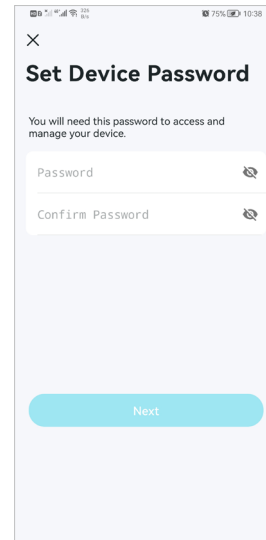 326 B/s 75% 10:38
Set Device Password
You will need this password to access and
manage your device.
Password
Confirm Password
Next